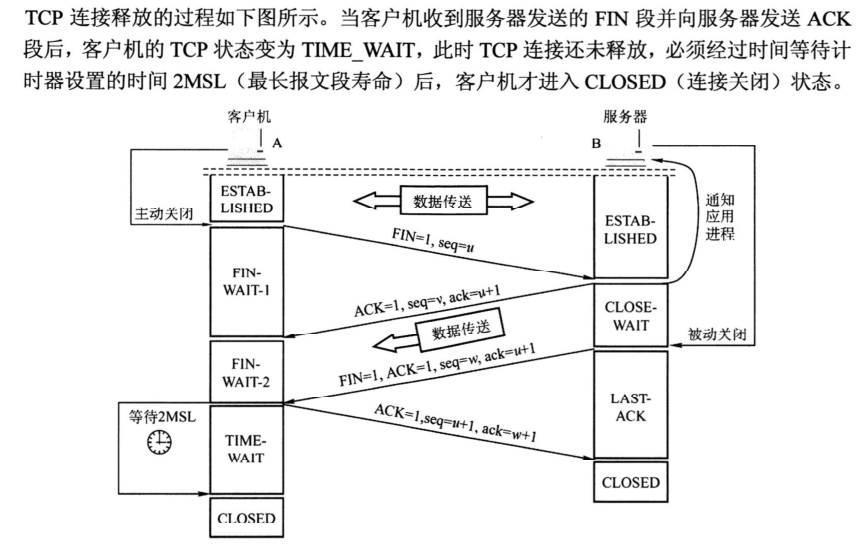 TCP 连接释放的过程如下图所示。当客户机收到服务器发送的 FIN 段并向服务器发送 ACK
段后，客户机的 TCP 状态变为 TIME_WAIT，此时 TCP 连接还未释放，必须经过时间等待计
时器设置的时间 2MSL（最长报文段寿命）后，客户机才进入 CLOSED（连接关闭）状态。
客户机
服务器
A
B
ESTAB-
LISHED
数据传送
通知
应用
进程
主动关闭
ESTAB-
LISHED
FIN=1, seq=u
FIN-
WAIT-1
ACK=1, seq=v, ack=u+1
CLOSE-
WAIT
数据传送
被动关闭
FIN-
WAIT-2
FIN=1, ACK=1, seq=w, ack=u+1
LAST-
ACK
等待2MSL
ACK=1,seq=u+1, ack=w+1
TIME-
WAIT
CLOSED
CLOSED